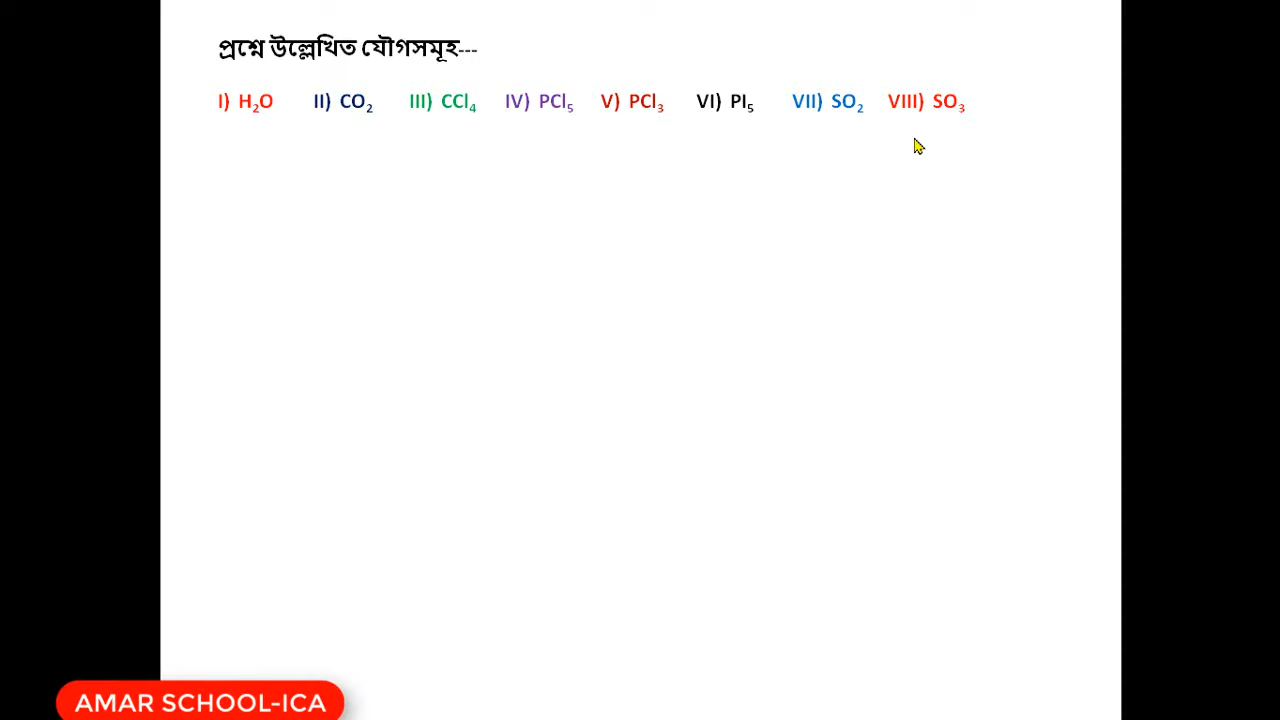 প্রশ্নে উল্লেখিত যৌগসমূহ---
I) H₂O II) CO₂ III) CCl₄ IV) PCl₅ V) PCl₃ VI) PI₅ VII) SO₂ VIII) SO₃
AMAR SCHOOL-ICA